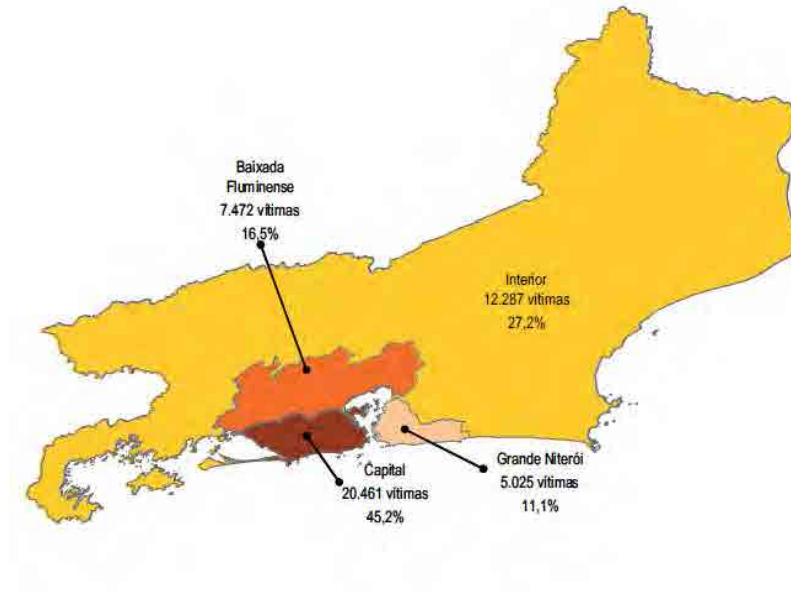 Baixada
Fluminense
7.472 vítimas
16,5%
Interior
12.287 vítimas
27,2%
Capital
20.461 vítimas
45,2%
Grande Niterói
5.025 vítimas
11,1%